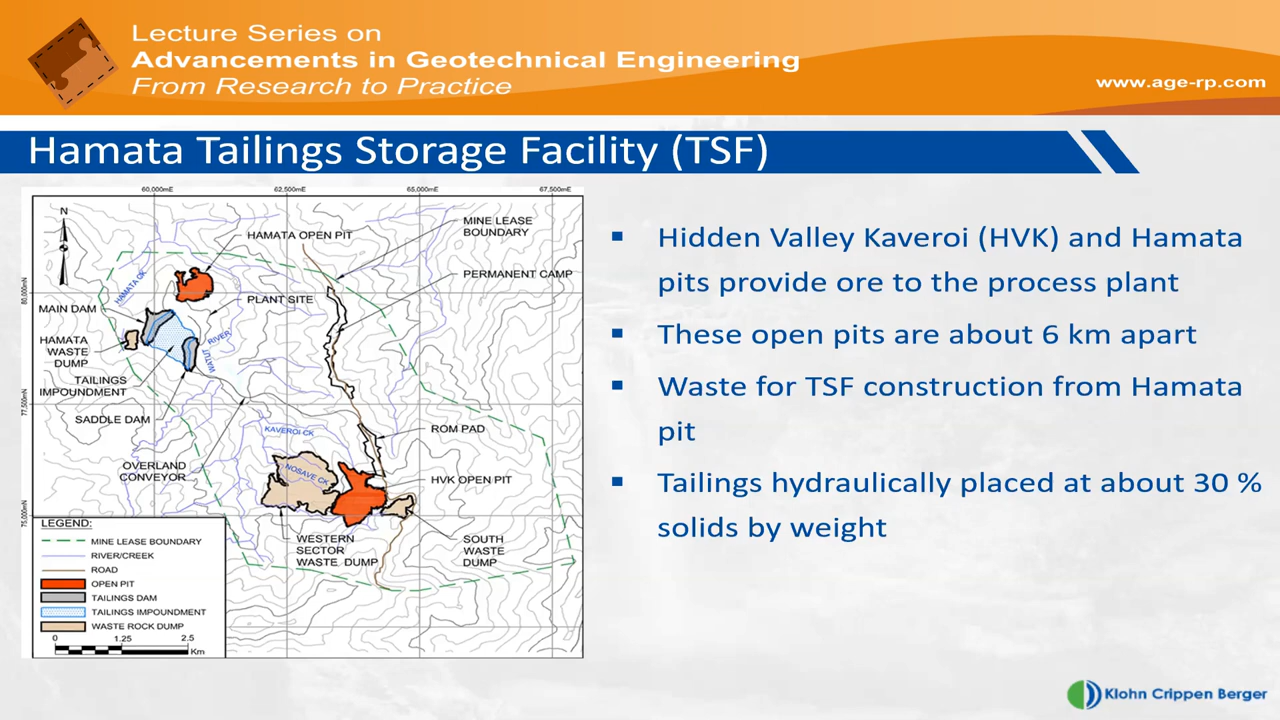 Lecture Series on
Advancements in Geotechnical Engineering
From Research to Practice
www.age-rp.com
Hamata Tailings Storage Facility (TSF)
60,000mE
62,500mE
65,000mE
67,500mE
N
80,000mN
77,500mN
75,000mN
HAMATA OPEN PIT
MINE LEASE
BOUNDARY
PERMANENT CAMP
HAMATA CK
PLANT SITE
MAIN DAM
HAMATA
WASTE
DUMP
WATUT
RIVER
TAILINGS
IMPOUNDMENT
SADDLE DAM
KAVEROI CK
ROM PAD
OVERLAND
CONVEYOR
NOSAVE CK
HVK OPEN PIT
WESTERN
SECTOR
WASTE DUMP
SOUTH
WASTE
DUMP
LEGEND:
MINE LEASE BOUNDARY
RIVER/CREEK
ROAD
OPEN PIT
TAILINGS DAM
TAILINGS IMPOUNDMENT
WASTE ROCK DUMP
0 1.25 2.5
Km
▪ Hidden Valley Kaveroi (HVK) and Hamata
pits provide ore to the process plant
▪ These open pits are about 6 km apart
▪ Waste for TSF construction from Hamata
pit
▪ Tailings hydraulically placed at about 30 %
solids by weight
Klohn Crippen Berger